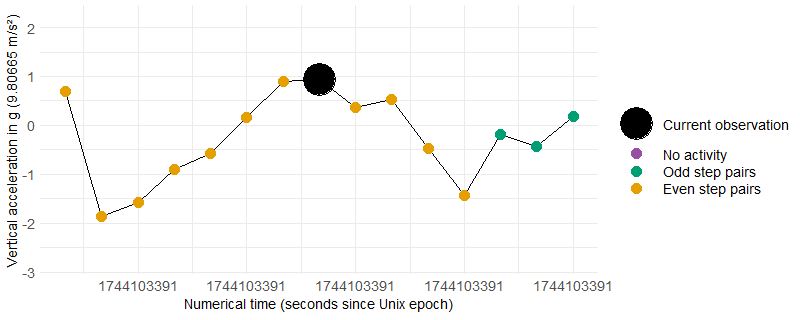 Vertical acceleration in g (9.80665 m/s²)
2
1
0
-1
-2
-3
1744103391
1744103391
1744103391
1744103391
1744103391
Numerical time (seconds since Unix epoch)
Current observation
No activity
Odd step pairs
Even step pairs